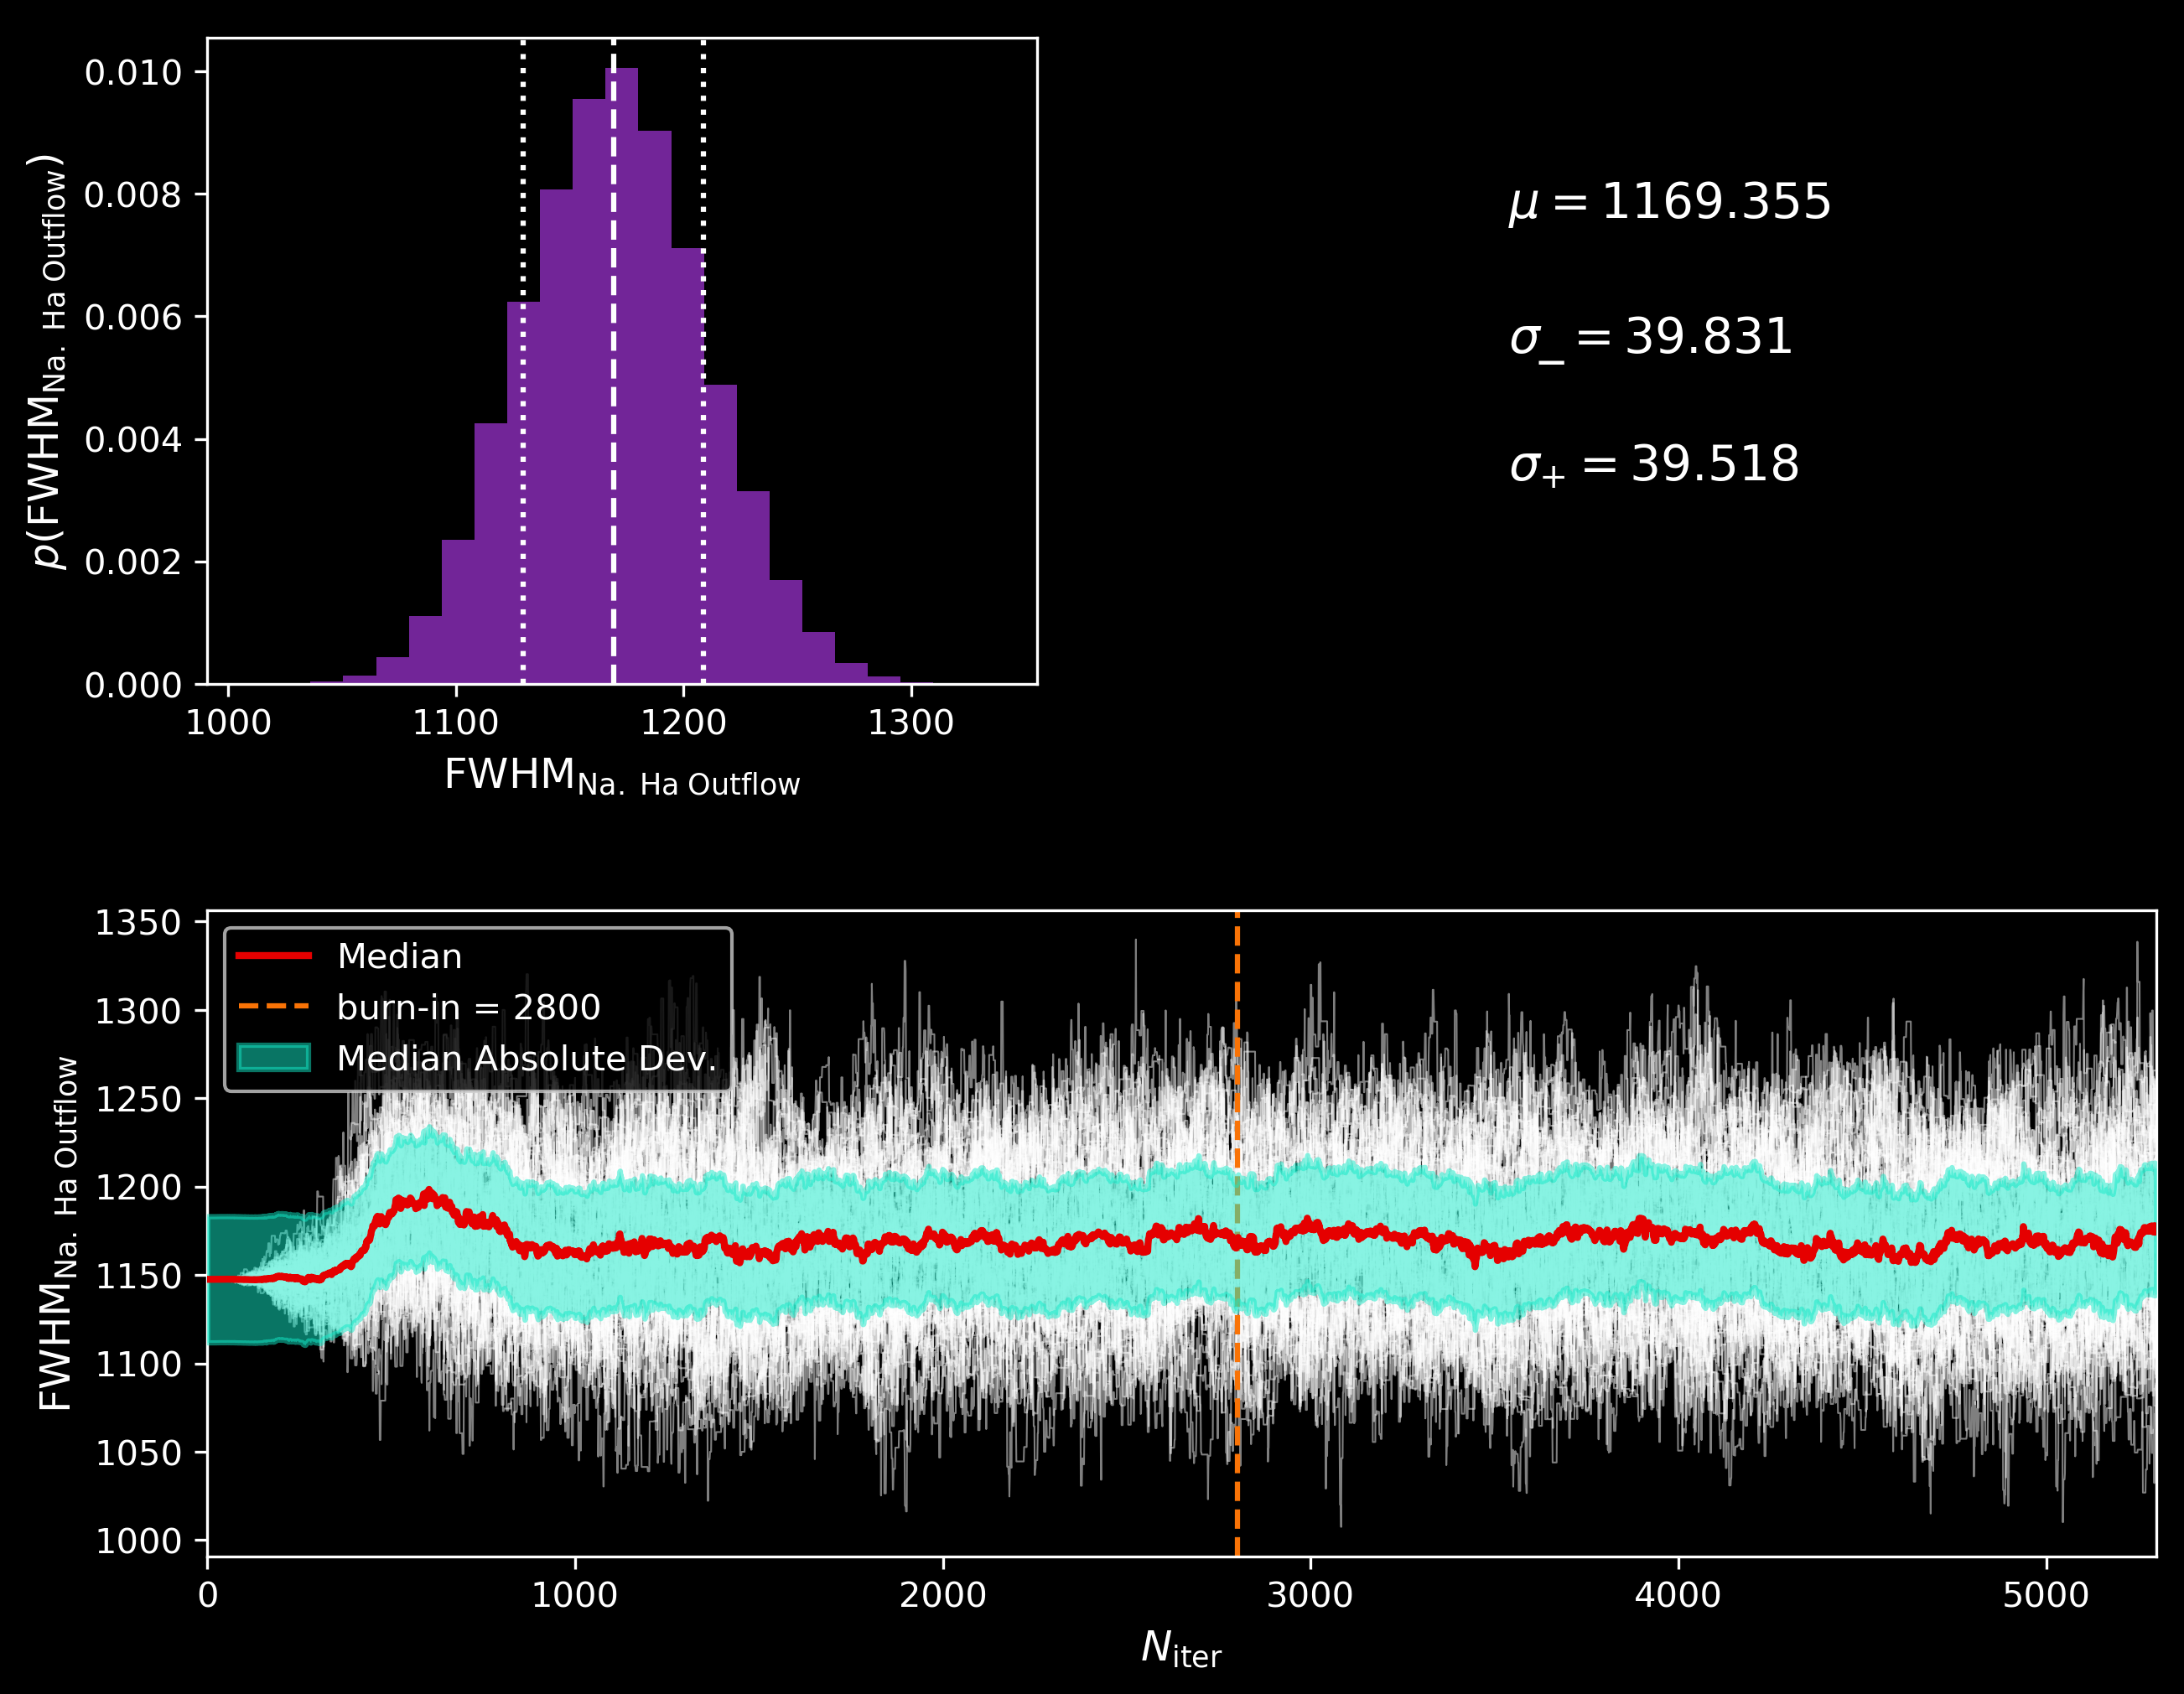 0.010
0.008
0.006
0.004
0.002
0.000
p(FWHM_Na. Ha Outflow)
1000 1100 1200 1300
FWHM_Na. Ha Outflow
μ = 1169.355
σ_− = 39.831
σ_+ = 39.518
1350
1300
1250
1200
1150
1100
1050
1000
FWHM_Na. Ha Outflow
Median
burn-in = 2800
Median Absolute Dev.
0 1000 2000 3000 4000 5000
N_iter